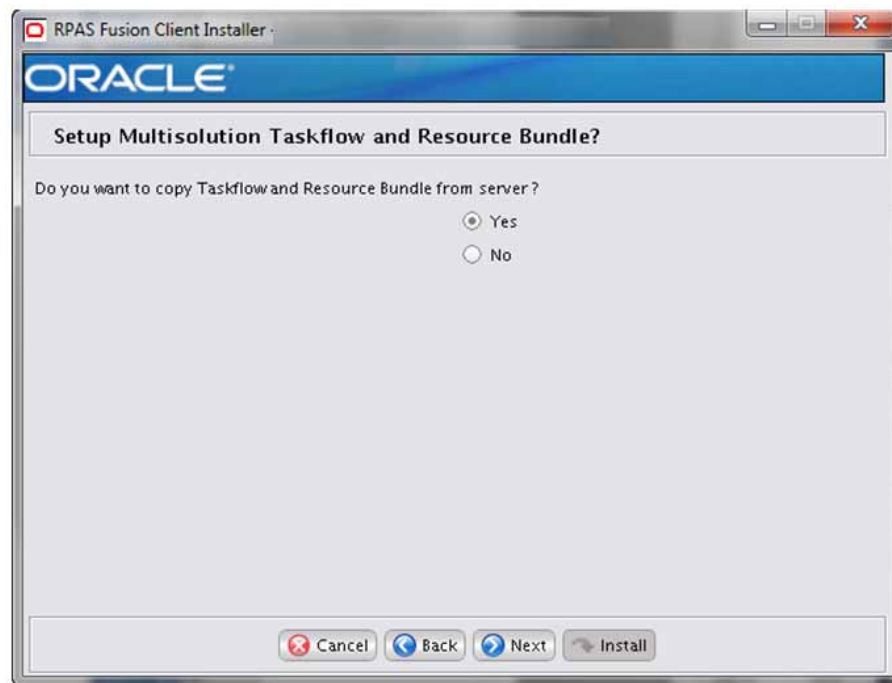 RPAS Fusion Client Installer -
ORACLE®
Setup Multisolution Taskflow and Resource Bundle?
Do you want to copy Taskflow and Resource Bundle from server?
Yes
No
Cancel
Back
Next
Install